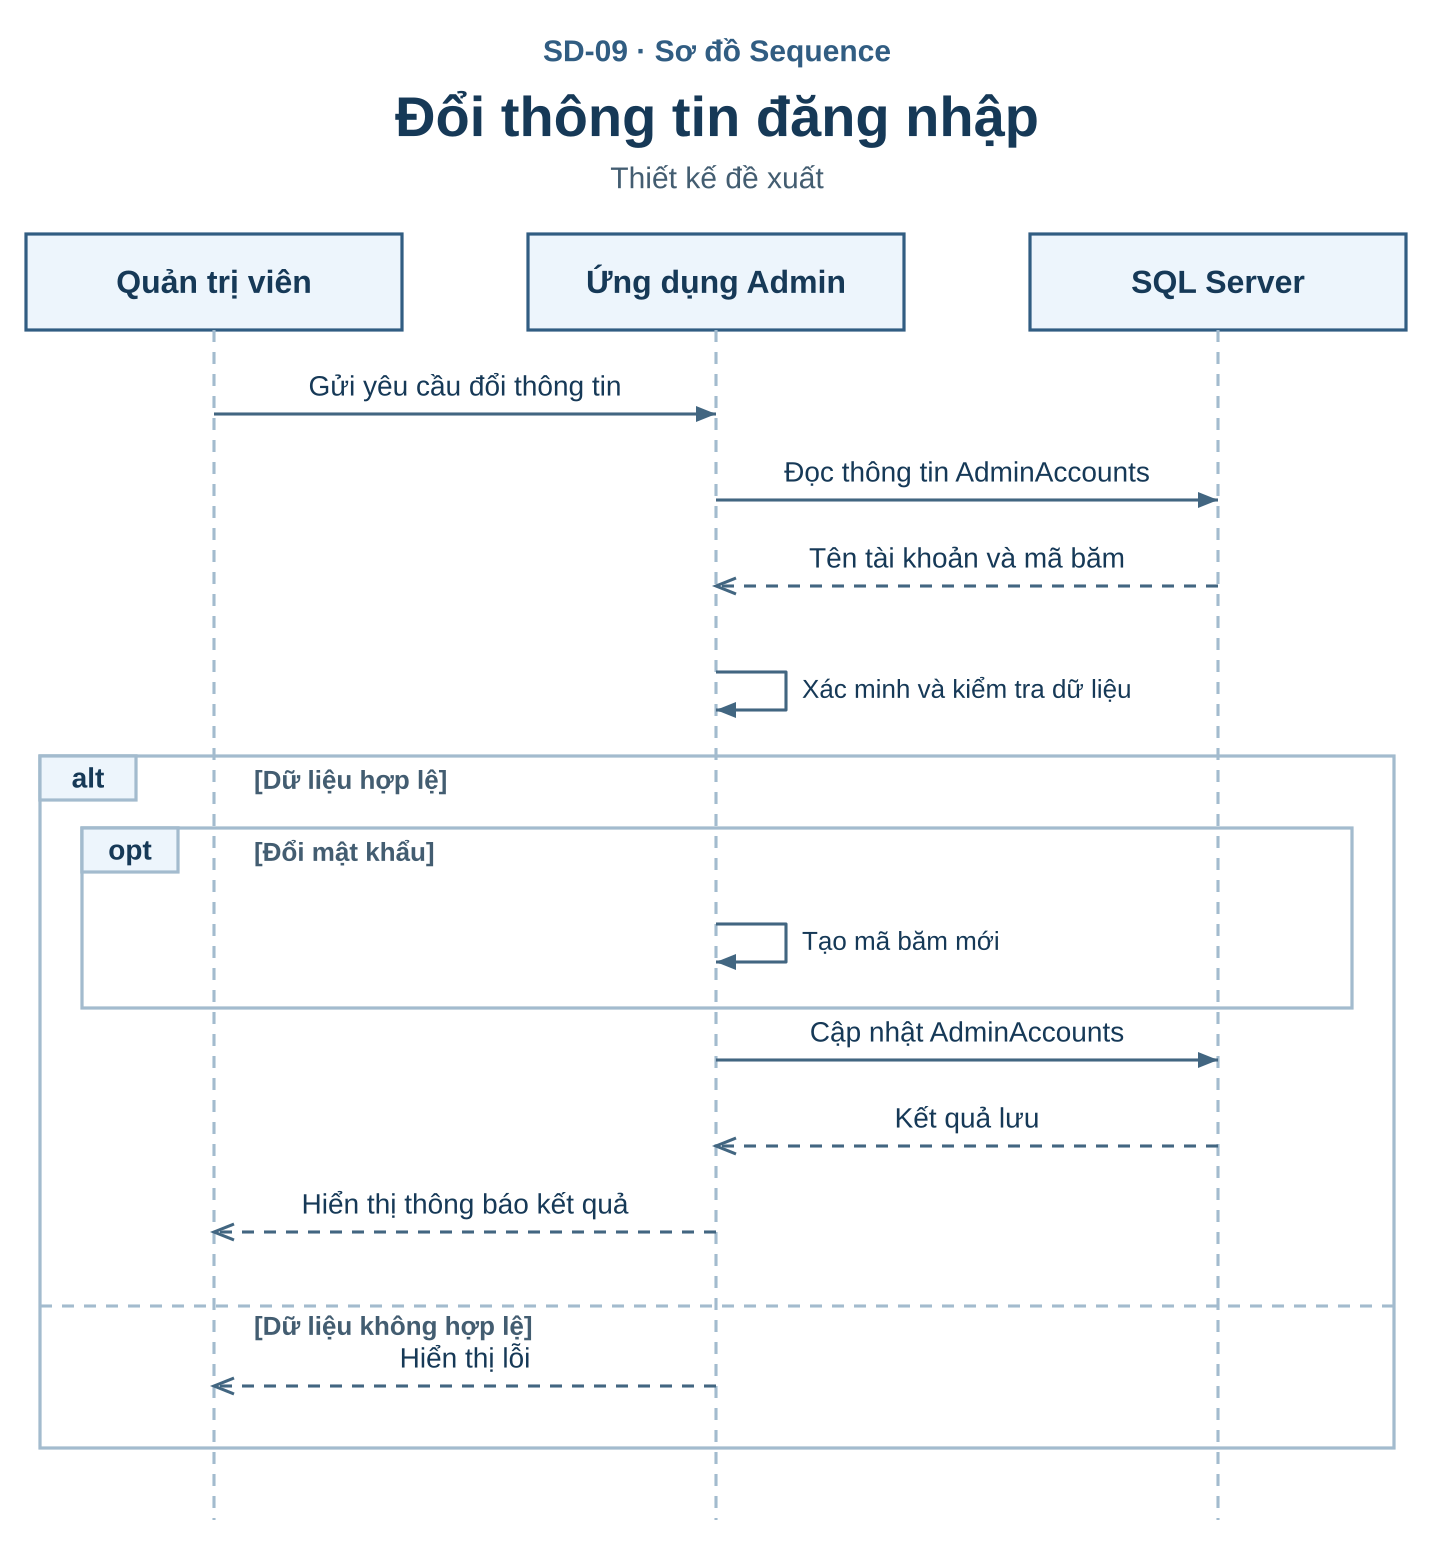 SD-09 · Sơ đồ Sequence
Đổi thông tin đăng nhập
Thiết kế đề xuất
Quản trị viên
Ứng dụng Admin
SQL Server
Gửi yêu cầu đổi thông tin
Đọc thông tin AdminAccounts
Tên tài khoản và mã băm
Xác minh và kiểm tra dữ liệu
alt
[Dữ liệu hợp lệ]
opt
[Đổi mật khẩu]
Tạo mã băm mới
Cập nhật AdminAccounts
Kết quả lưu
Hiển thị thông báo kết quả
[Dữ liệu không hợp lệ]
Hiển thị lỗi